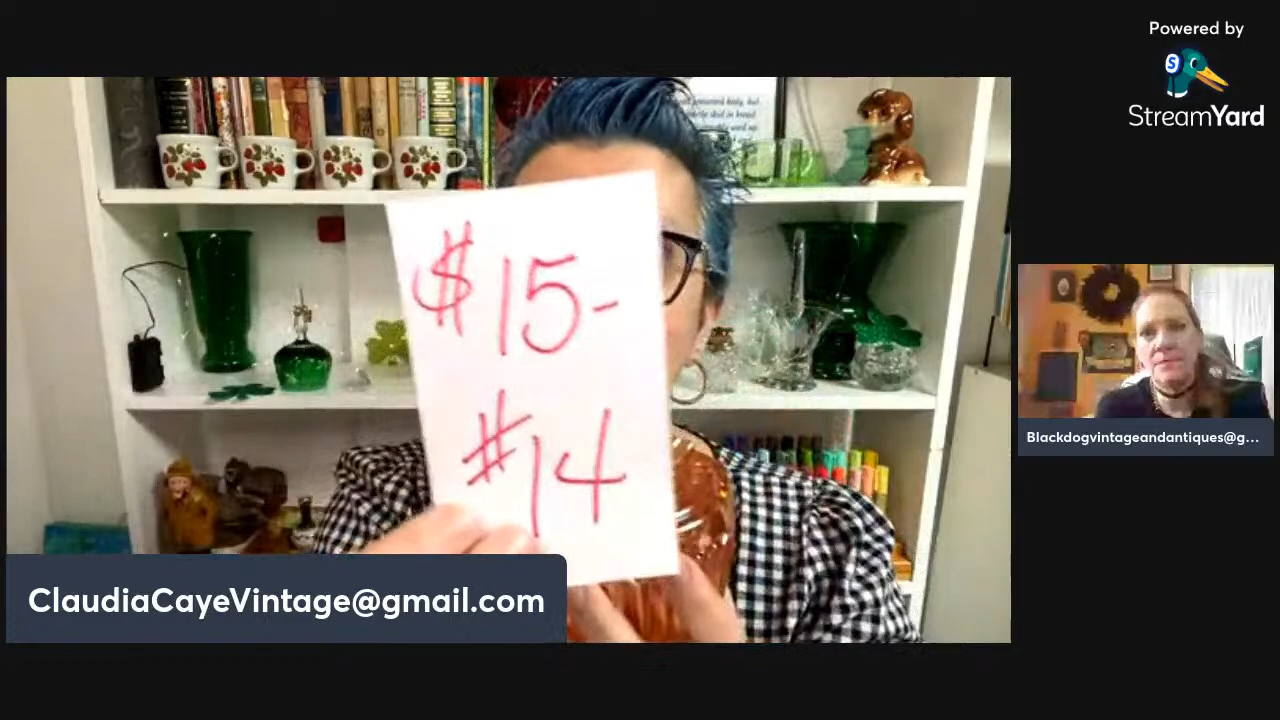 Powered by
StreamYard
$15-
#14
ClaudiaCayeVintage@gmail.com
Blackdogvintageandantiques@g...